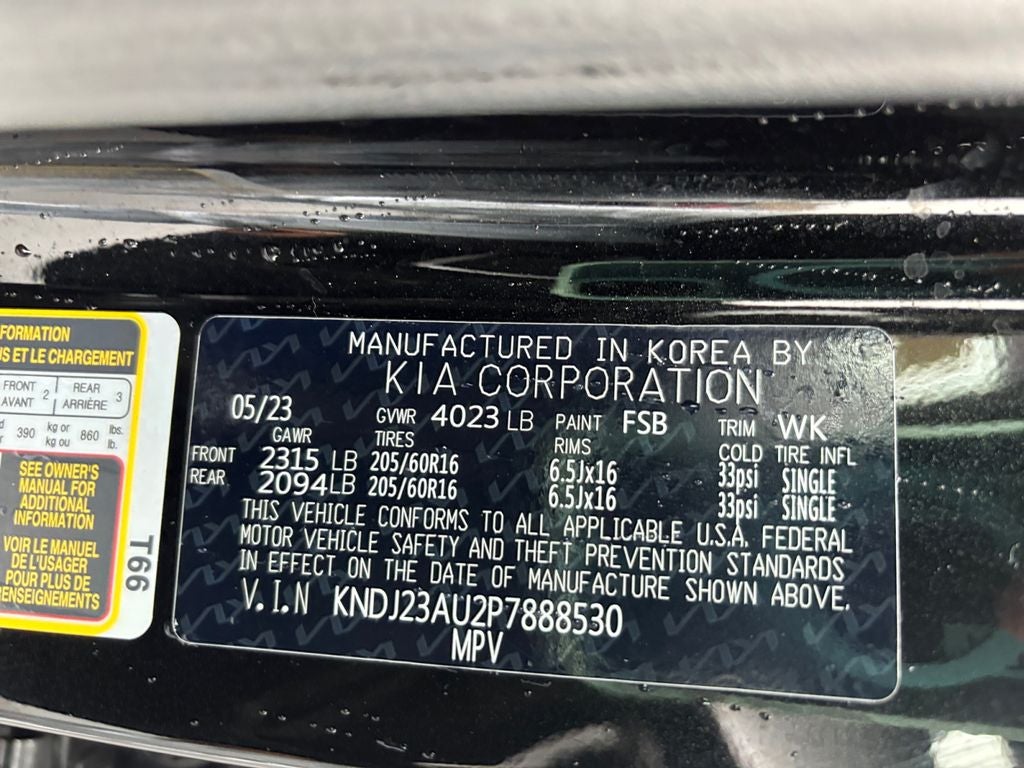 FORMATION
US ET LE CHARGEMENT
FRONT
AVANT 2
REAR
ARRIÈRE 3
390 kg or
kg ou 860 lbs.
lb.
SEE OWNER'S
MANUAL FOR
ADDITIONAL
INFORMATION
VOIR LE MANUEL
DE L'USAGER
POUR PLUS DE
RENSEIGNEMENTS
T66
MANUFACTURED IN KOREA BY
KIA CORPORATION
05/23 GVWR 4023 LB PAINT FSB TRIM WK
GAWR TIRES RIMS COLD TIRE INFL
FRONT 2315 LB 205/60R16 6.5Jx16 33psi SINGLE
REAR 2094 LB 205/60R16 6.5Jx16 33psi SINGLE
THIS VEHICLE CONFORMS TO ALL APPLICABLE U.S.A. FEDERAL
MOTOR VEHICLE SAFETY AND THEFT PREVENTION STANDARDS
IN EFFECT ON THE DATE OF MANUFACTURE SHOWN ABOVE.
V.I.N KNDJ23AU2P7888530
MPV